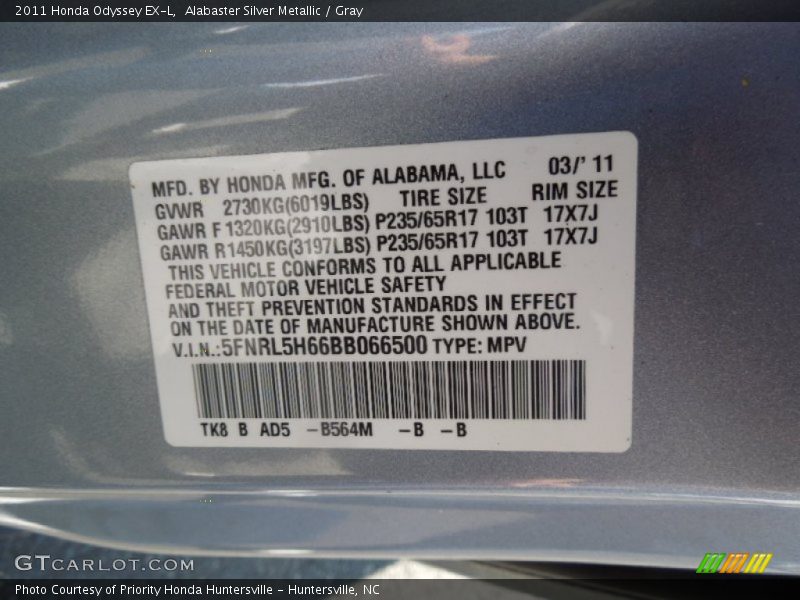 2011 Honda Odyssey EX-L,  Alabaster Silver Metallic / Gray
MFD. BY HONDA MFG. OF ALABAMA, LLC 03/' 11
GVWR 2730KG(6019LBS) TIRE SIZE RIM SIZE
GAWR F 1320KG(2910LBS) P235/65R17 103T 17X7J
GAWR R1450KG(3197LBS) P235/65R17 103T 17X7J
THIS VEHICLE CONFORMS TO ALL APPLICABLE
FEDERAL MOTOR VEHICLE SAFETY
AND THEFT PREVENTION STANDARDS IN EFFECT
ON THE DATE OF MANUFACTURE SHOWN ABOVE.
V.I.N.:5FNRL5H66BB066500 TYPE: MPV
TK8 B AD5 -B564M -B -B
GTCARLOT.COM
Photo Courtesy of Priority Honda Huntersville - Huntersville, NC